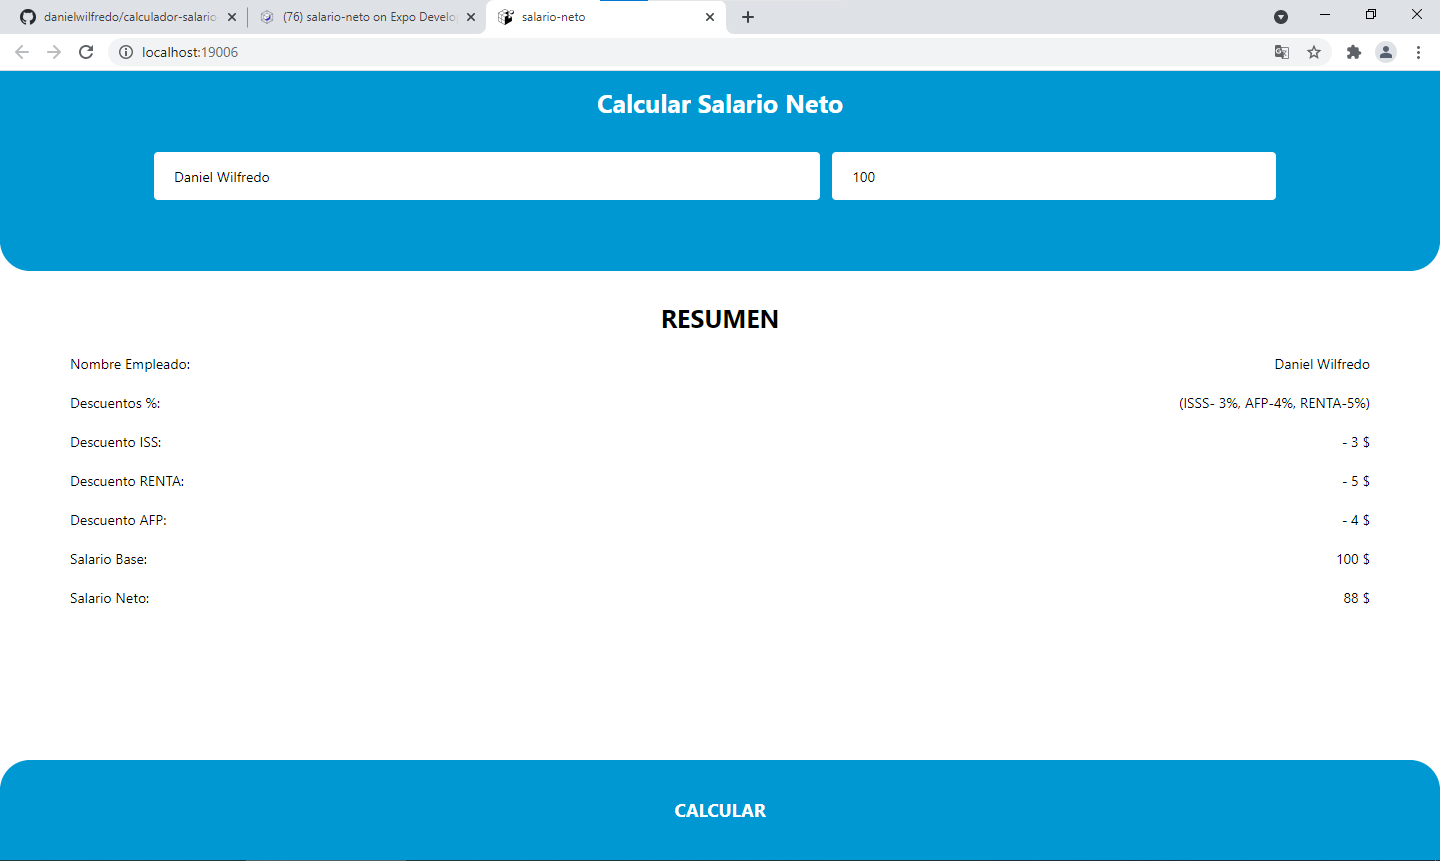 danielwilfredo/calculador-salario
(76) salario-neto on Expo Develo
salario-neto
localhost:19006
Calcular Salario Neto
Daniel Wilfredo
100
RESUMEN
Nombre Empleado: Daniel Wilfredo
Descuentos %: (ISSS- 3%, AFP-4%, RENTA-5%)
Descuento ISS: - 3 $
Descuento RENTA: - 5 $
Descuento AFP: - 4 $
Salario Base: 100 $
Salario Neto: 88 $
CALCULAR